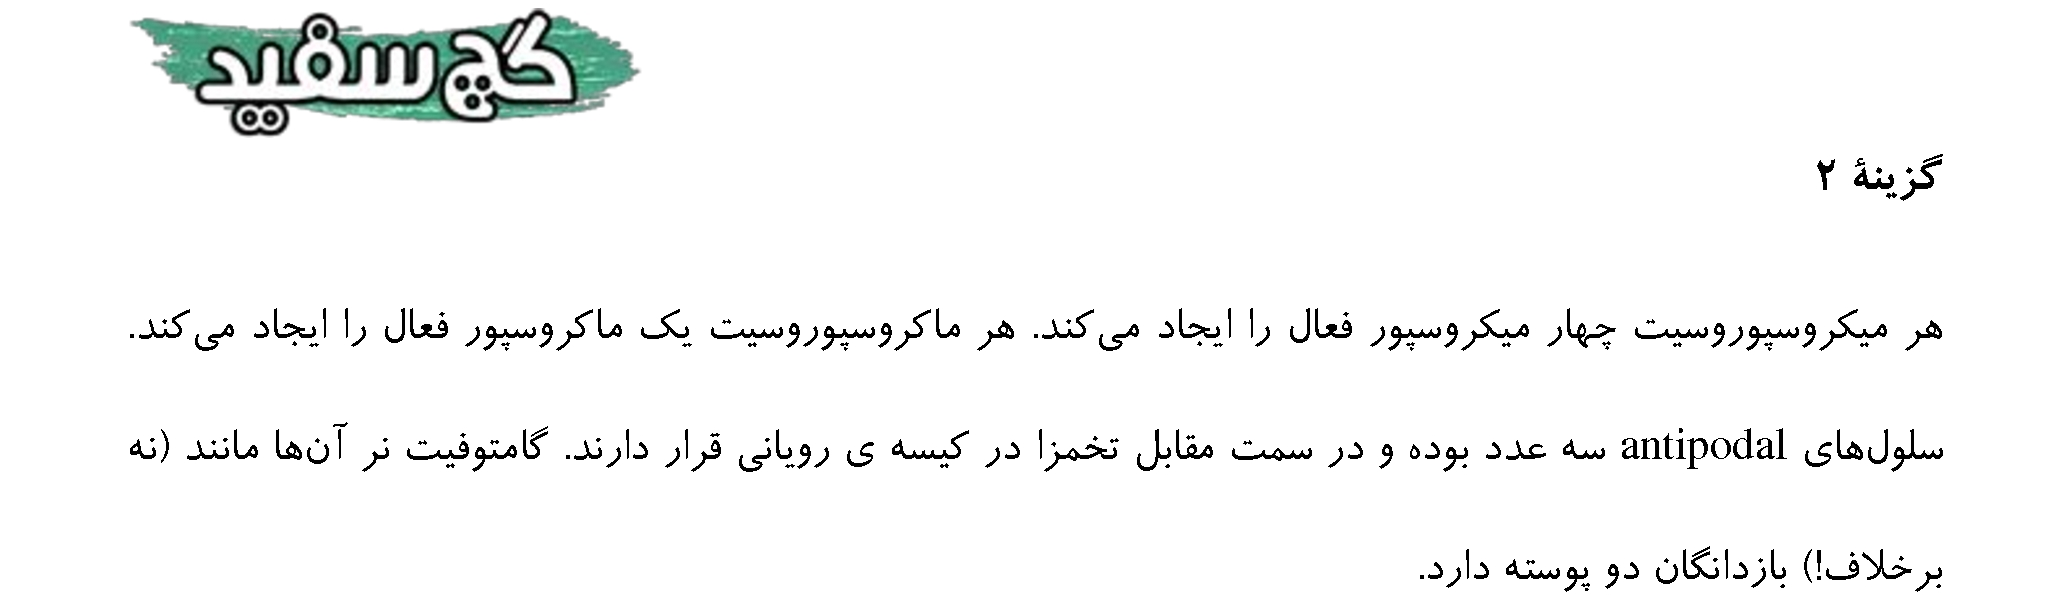 گچ سفید
گزینهٔ ۲
هر میکروسپوروسیت چهار میکروسپور فعال را ایجاد می‌کند. هر ماکروسپوروسیت یک ماکروسپور فعال را ایجاد می‌کند.
سلول‌های antipodal سه عدد بوده و در سمت مقابل تخمزا در کیسه ی رویانی قرار دارند. گامتوفیت نر آن‌ها مانند (نه
برخلاف!) بازدانگان دو پوسته دارد.